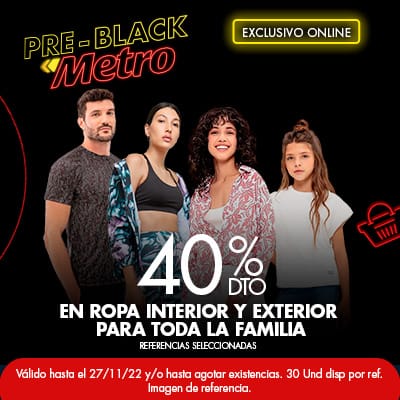 PRE-BLACK
Metro
EXCLUSIVO ONLINE
40% DTO
EN ROPA INTERIOR Y EXTERIOR
PARA TODA LA FAMILIA
REFERENCIAS SELECCIONADAS
Válido hasta el 27/11/22 y/o hasta agotar existencias. 30 Und disp por ref.
Imagen de referencia.